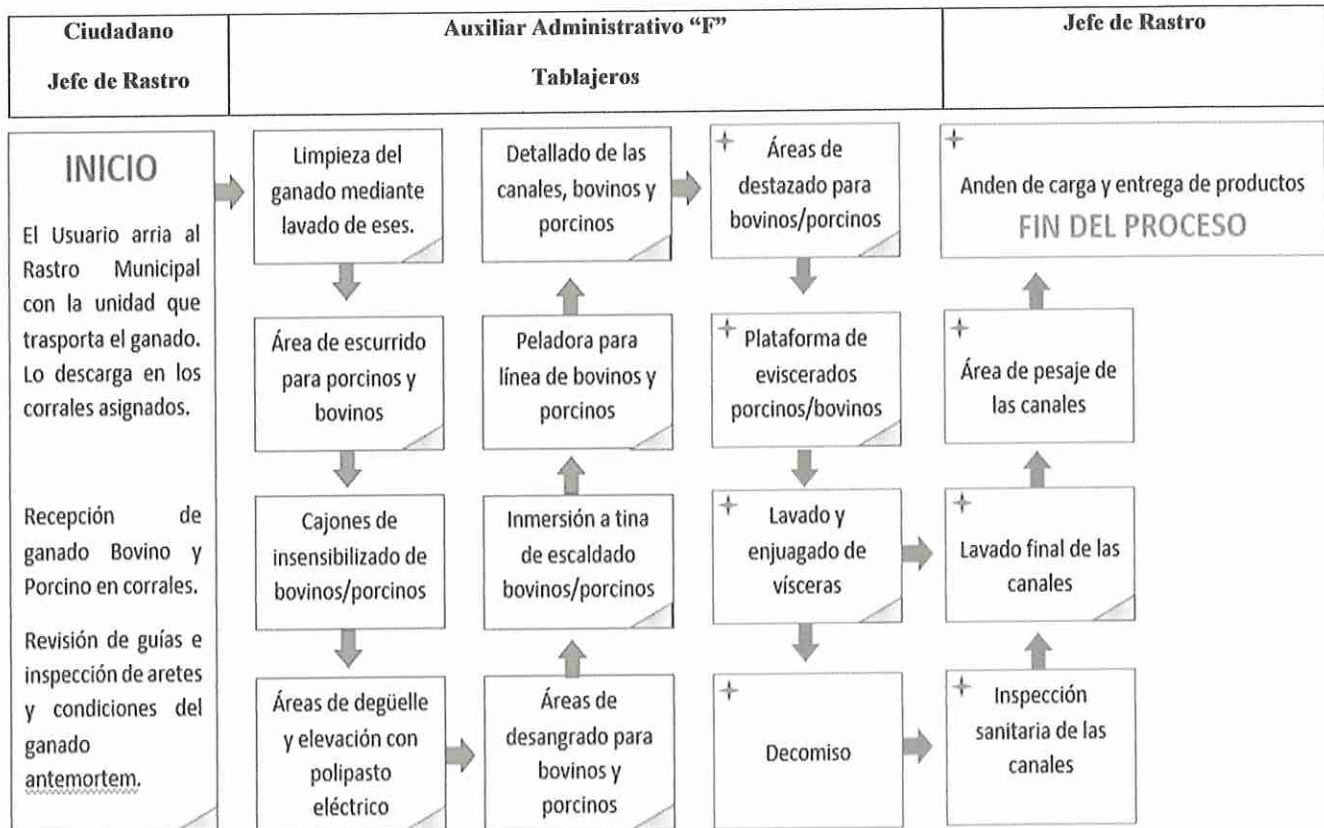 Ciudadano
Jefe de Rastro
Auxiliar Administrativo “F”
Tablajeros
Jefe de Rastro
INICIO
El Usuario arria al
Rastro Municipal
con la unidad que
trasporta el ganado.
Lo descarga en los
corrales asignados.
Recepción de
ganado Bovino y
Porcino en corrales.
Revisión de guías e
inspección de aretes
y condiciones del
ganado
antemortem.
Limpieza del
ganado mediante
lavado de eses.
Área de escurrido
para porcinos y
bovinos
Cajones de
insensibilizado de
bovinos/porcinos
Áreas de degüelle
y elevación con
polipasto
eléctrico
Áreas de
desangrado para
bovinos y
porcinos
Inmersión a tina
de escaldado
bovinos/porcinos
Peladora para
línea de bovinos y
porcinos
Detallado de las
canales, bovinos y
porcinos
Áreas de
destazado para
bovinos/porcinos
Plataforma de
eviscerados
porcinos/bovinos
Lavado y
enjuagado de
vísceras
Decomiso
Inspección
sanitaria de las
canales
Lavado final de las
canales
Área de pesaje de
las canales
Anden de carga y entrega de productos
FIN DEL PROCESO